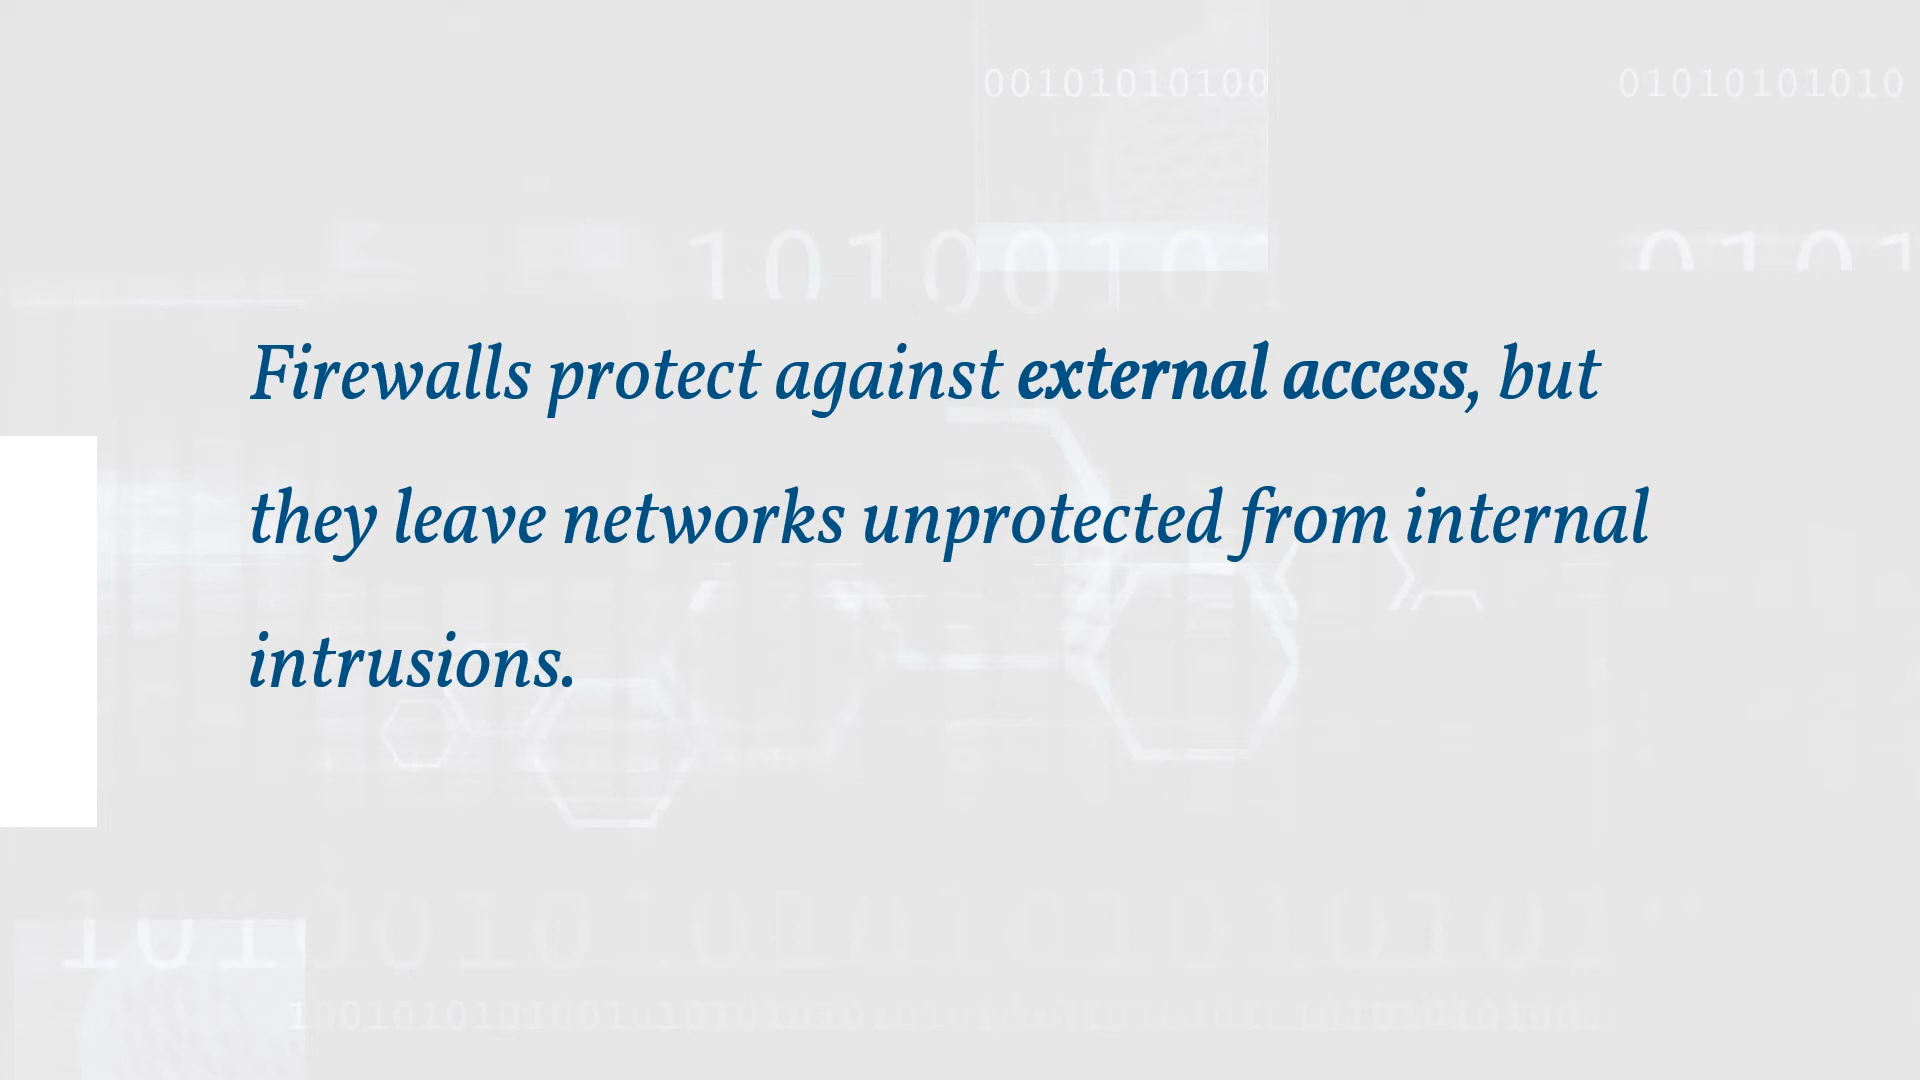 00101010100 01010101010
Firewalls protect against external access, but
they leave networks unprotected from internal
intrusions.